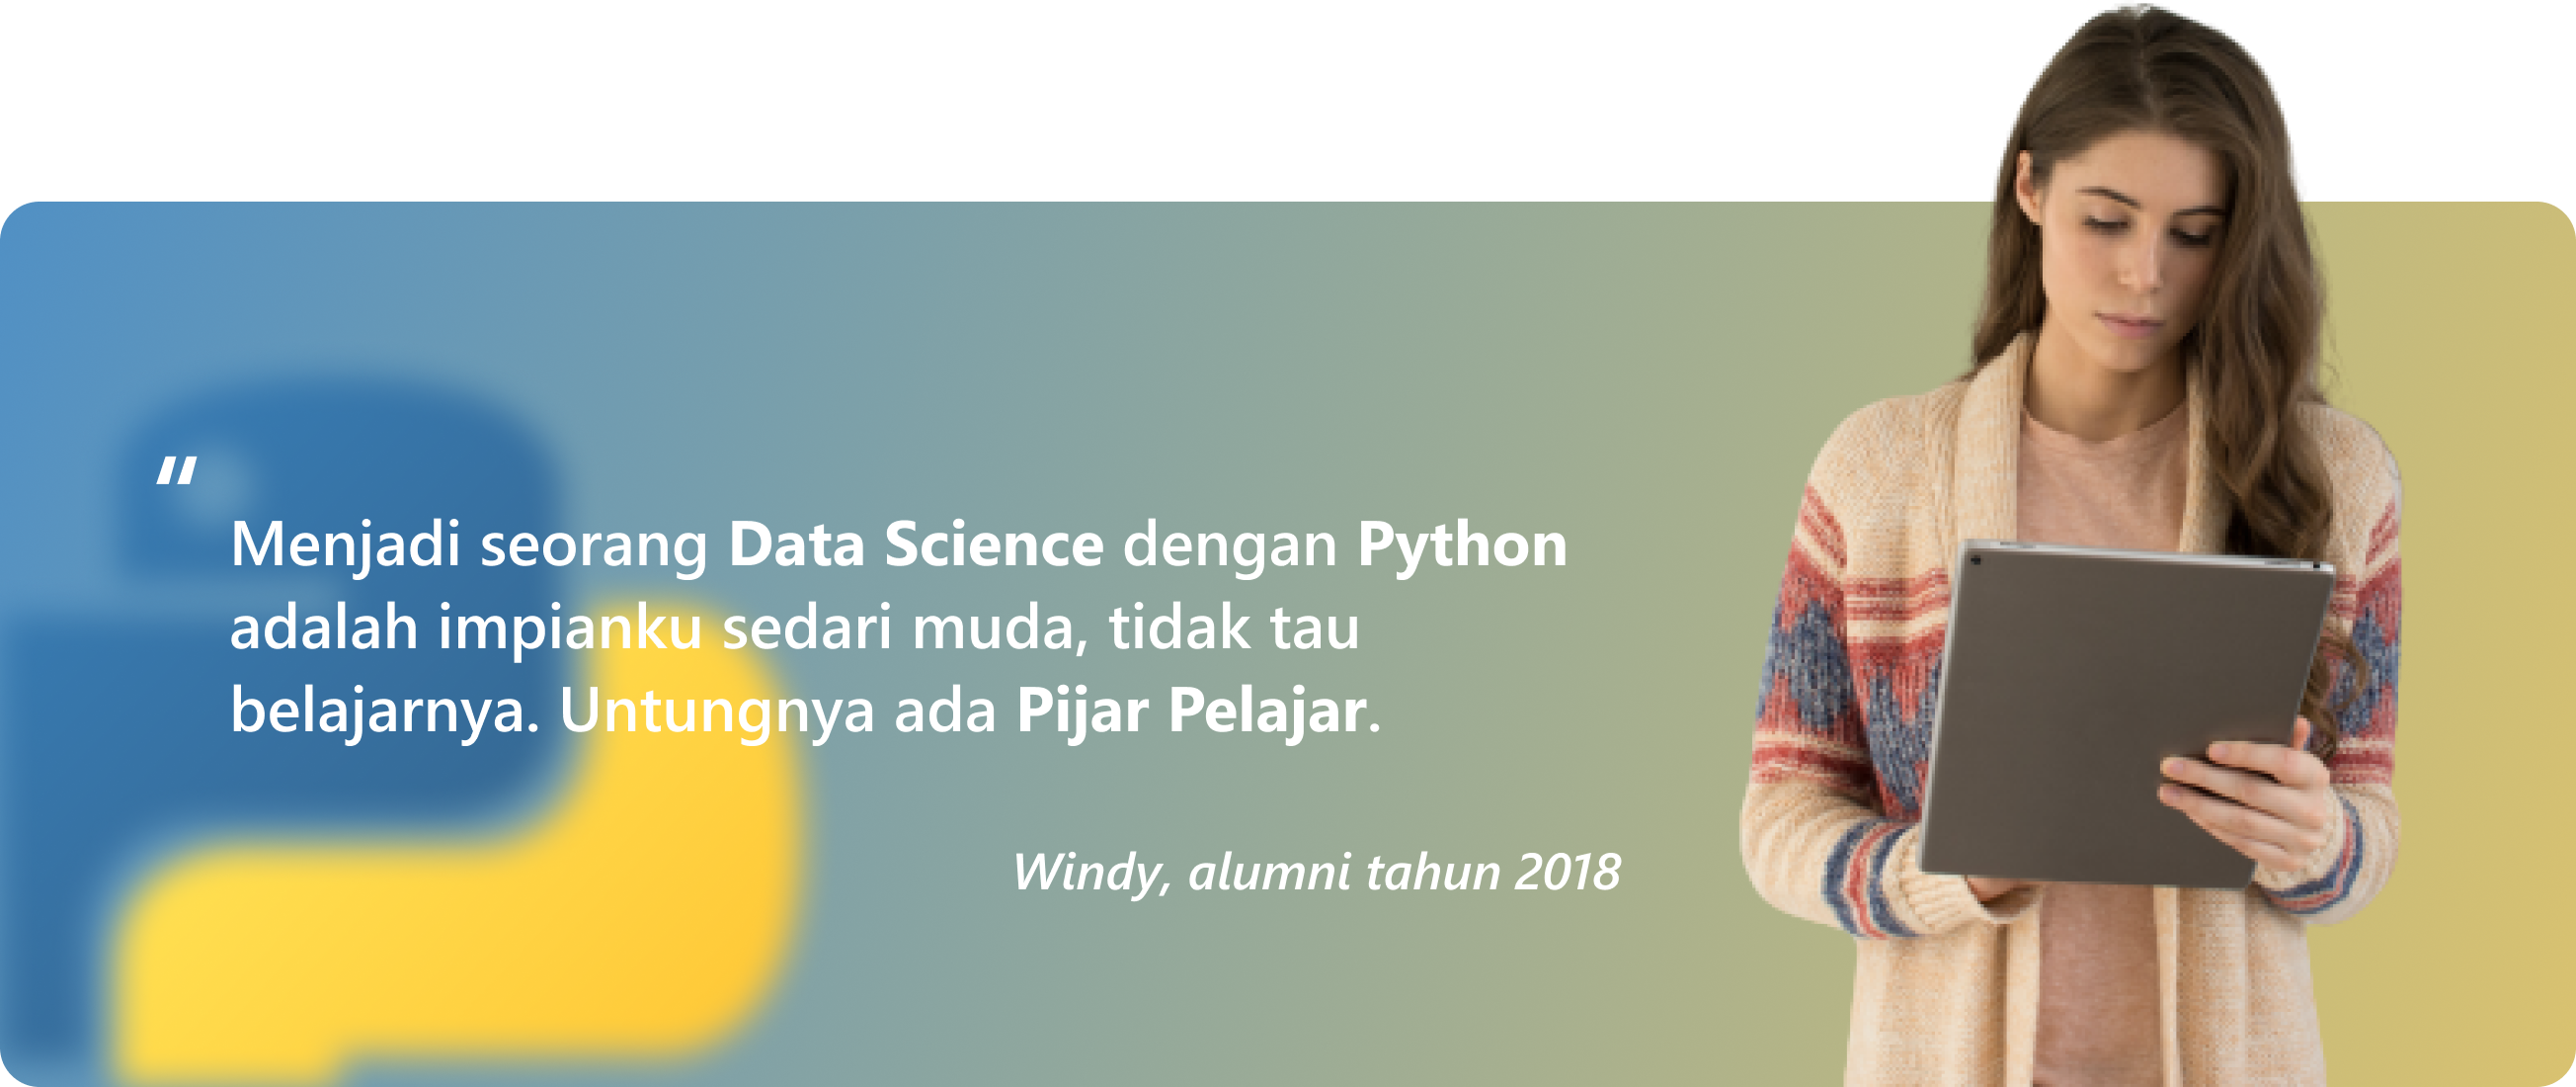 “
Menjadi seorang Data Science dengan Python
adalah impianku sedari muda, tidak tau
belajarnya. Untungnya ada Pijar Pelajar.
Windy, alumni tahun 2018